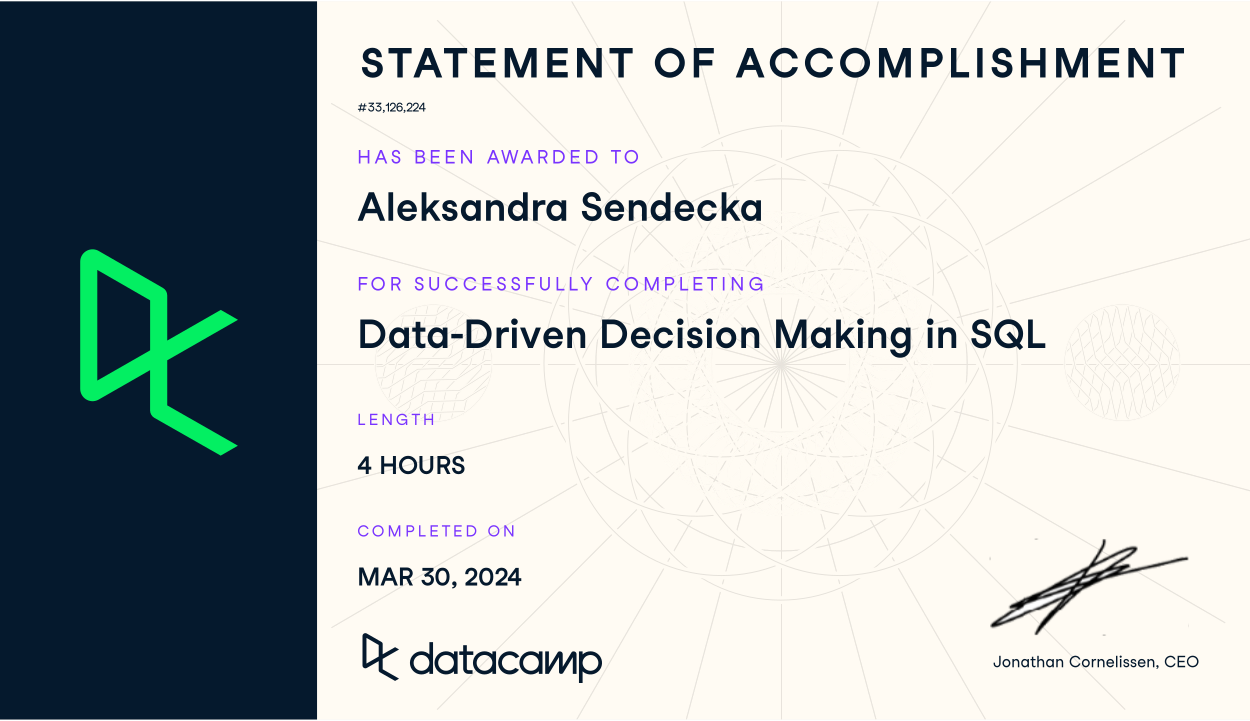 STATEMENT OF ACCOMPLISHMENT
#33,126,224
HAS BEEN AWARDED TO
Aleksandra Sendecka
FOR SUCCESSFULLY COMPLETING
Data-Driven Decision Making in SQL
LENGTH
4 HOURS
COMPLETED ON
MAR 30, 2024
datacamp
Jonathan Cornelissen, CEO